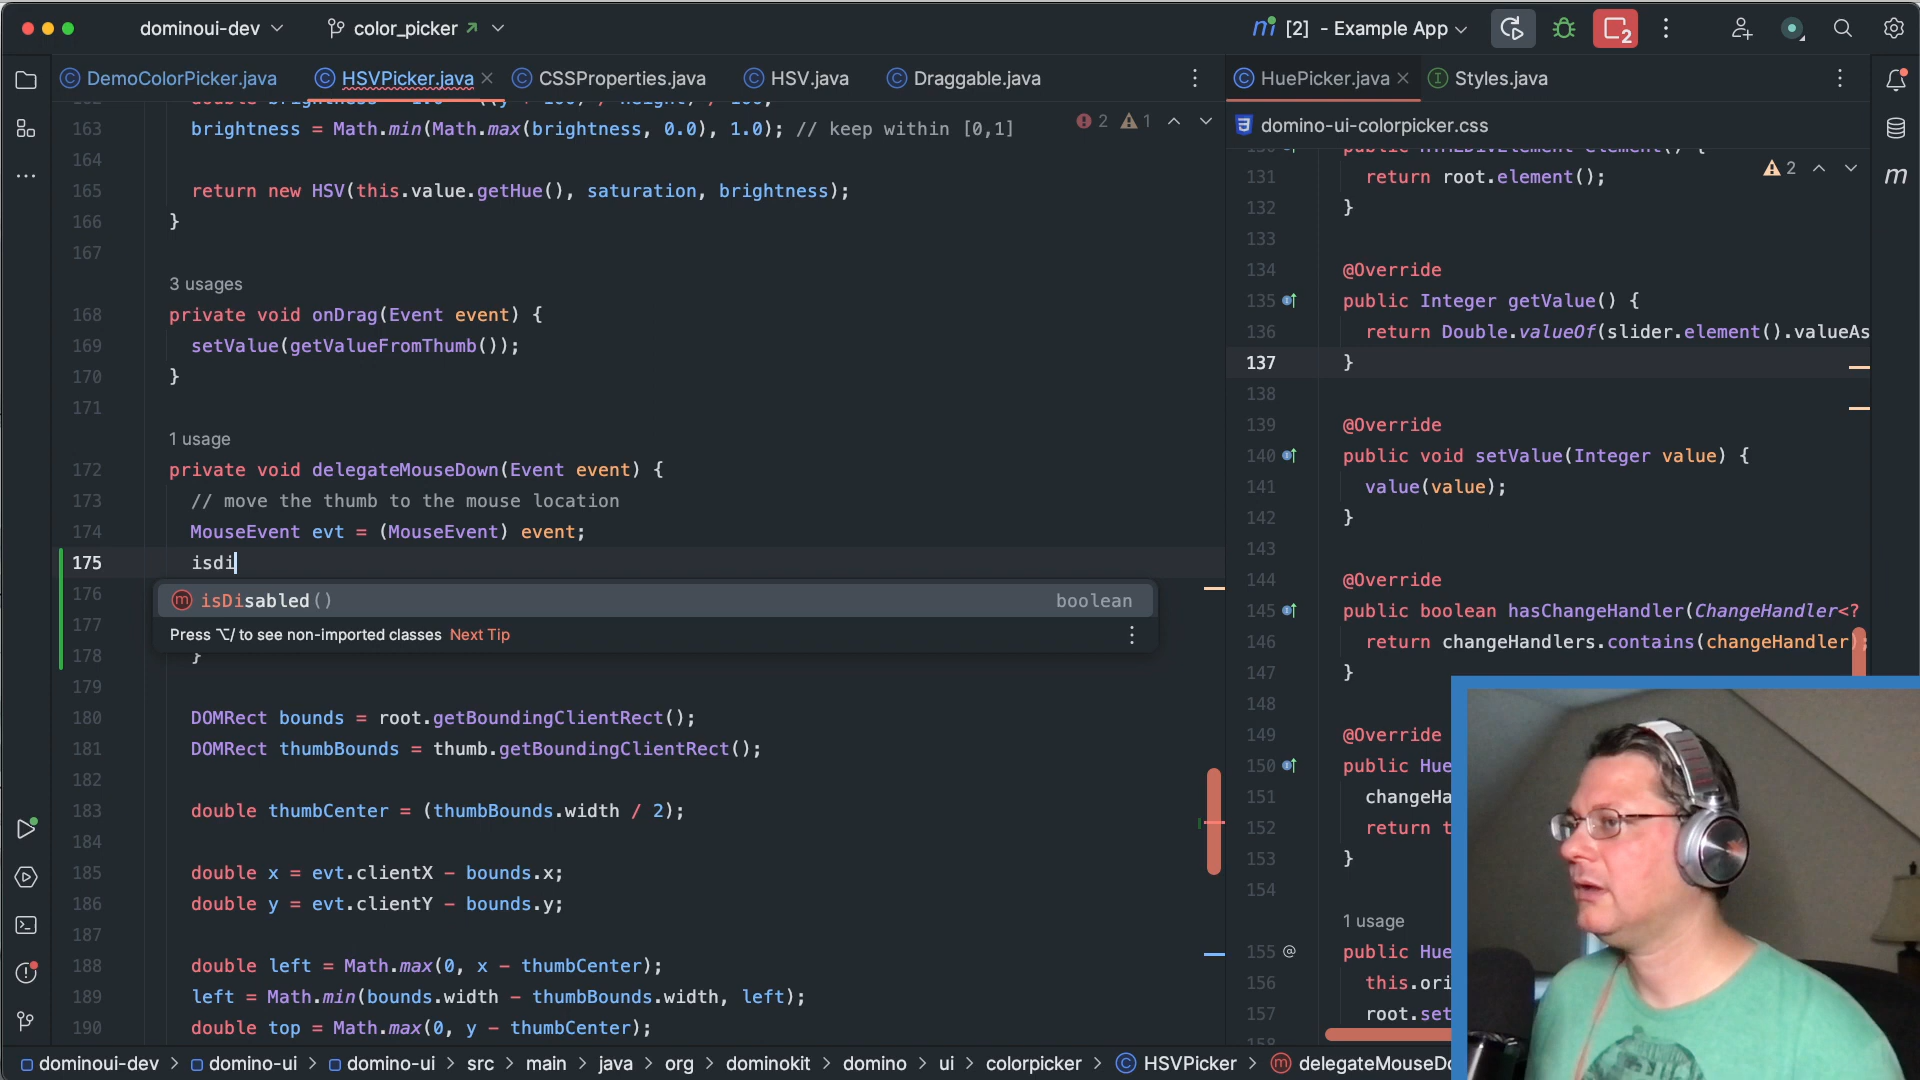 dominoui-dev
color_picker
[2] - Example App
2
DemoColorPicker.java
HSVPicker.java
CSSProperties.java
HSV.java
Draggable.java
HuePicker.java
Styles.java
domino-ui-colorpicker.css
2 1
163 brightness = Math.min(Math.max(brightness, 0.0), 1.0); // keep within [0,1]
164
165 return new HSV(this.value.getHue(), saturation, brightness);
166 }
167
3 usages
168 private void onDrag(Event event) {
169 setValue(getValueFromThumb());
170 }
171
1 usage
172 private void delegateMouseDown(Event event) {
173 // move the thumb to the mouse location
174 MouseEvent evt = (MouseEvent) event;
175 isdi
176
isDisabled() boolean
177
Press ⌥/ to see non-imported classes Next Tip
178 }
179
180 DOMRect bounds = root.getBoundingClientRect();
181 DOMRect thumbBounds = thumb.getBoundingClientRect();
182
183 double thumbCenter = (thumbBounds.width / 2);
184
185 double x = evt.clientX - bounds.x;
186 double y = evt.clientY - bounds.y;
187
188 double left = Math.max(0, x - thumbCenter);
189 left = Math.min(bounds.width - thumbBounds.width, left);
190 double top = Math.max(0, y - thumbCenter);
2
131 return root.element();
132 }
133
134 @Override
135 public Integer getValue() {
136 return Double.valueOf(slider.element().valueAs
137 }
138
139 @Override
140 public void setValue(Integer value) {
141 value(value);
142 }
143
144 @Override
145 public boolean hasChangeHandler(ChangeHandler<?
146 return changeHandlers.contains(changeHandler);
147 }
148
149 @Override
150 public Hue
151 changeHa
152 return t
153 }
154
1 usage
155 @ public Hue
156 this.ori
157 root.set
m
dominoui-dev > domino-ui > domino-ui > src > main > java > org > dominokit > domino > ui > colorpicker > HSVPicker > delegateMouseDo